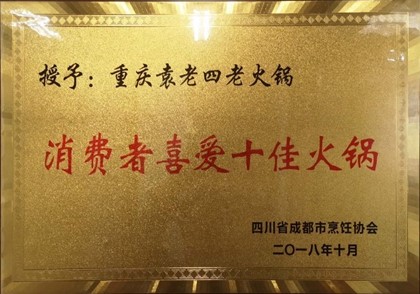 授予：重庆袁老四老火锅
消费者喜爱十佳火锅
四川省成都市烹饪协会
二〇一八年十月